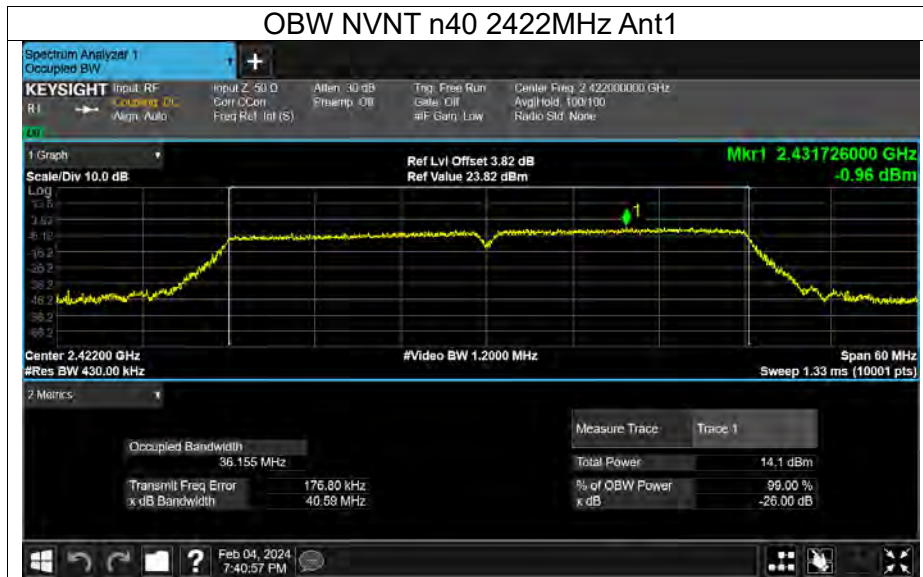 OBW NVNT n40 2422MHz Ant1
Spectrum Analyzer 1
Occupied BW
+
KEYSIGHT Input: RF Input Z: 50 Ω Atten: 30 dB Trig: Free Run Center Freq: 2.422000000 GHz
Coupling: DC Corr CCorr Preamp: Off Gate: Off Avg|Hold: 100/100
Align: Auto Freq Ref: Int (S) #IF Gain: Low Radio Std: None
1 Graph
Ref Lvl Offset 3.82 dB
Mkr1 2.431726000 GHz
Scale/Div 10.0 dB
Ref Value 23.82 dBm
-0.96 dBm
Log
1
Center 2.42200 GHz
#Video BW 1.2000 MHz
Span 60 MHz
#Res BW 430.00 kHz
Sweep 1.33 ms (10001 pts)
2 Metrics
Measure Trace Trace 1
Occupied Bandwidth
36.155 MHz
Total Power 14.1 dBm
Transmit Freq Error 176.80 kHz
% of OBW Power 99.00 %
x dB Bandwidth 40.59 MHz
x dB -26.00 dB
?
Feb 04, 2024
7:40:57 PM